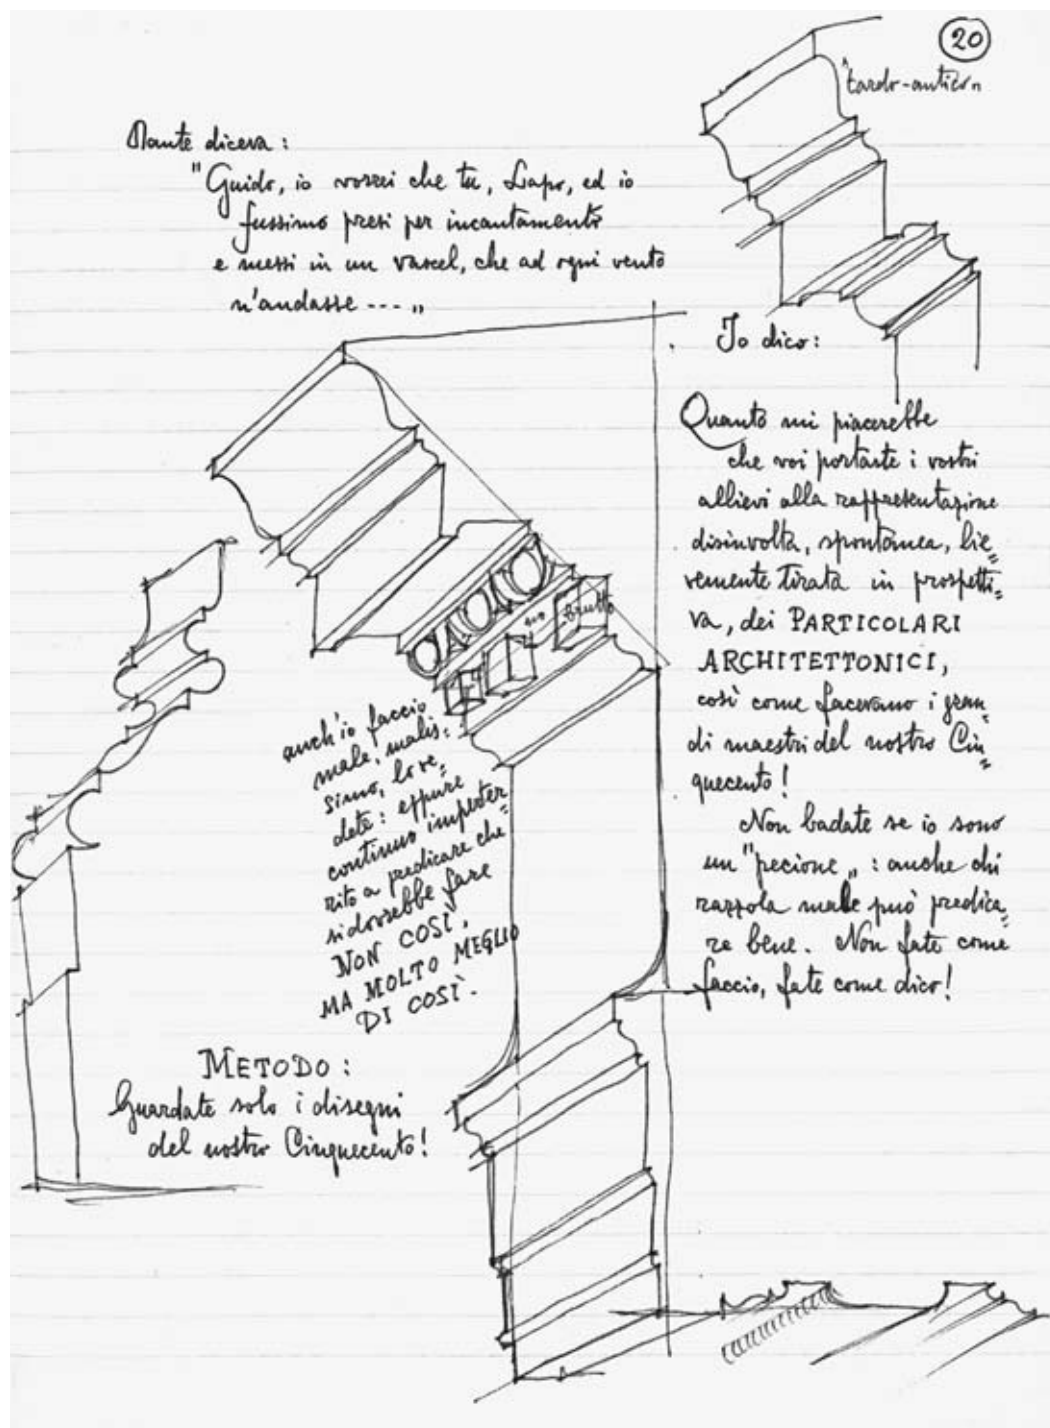 20
"tardo-antico"
Dante diceva:
"Guido, io vorrei che tu, Lapo, ed io
fussimo presi per incantamento
e messi in un vascel, che ad ogni vento
n'andasse --- "
Io dico:
Quanto mi piacerebbe
che voi portaste i vostri
allievi alla rappresentazione
disinvolta, spontanea, lie=
vemente tirata in prospetti=
va, dei PARTICOLARI
ARCHITETTONICI,
così come facevano i gran=
di maestri del nostro Cin=
quecento!
Non badate se io sono
un "pecione": anche chi
razzola male può predica=
re bene. Non fate come
faccio, fate come dico!
brutto
anch'io faccio
male, malis=
simo, lo ve=
dete: eppure
continuo imperter=
rito a predicare che
si dovrebbe fare
NON COSÌ,
MA MOLTO MEGLIO
DI COSÌ.
METODO:
Guardate solo i disegni
del nostro Cinquecento!